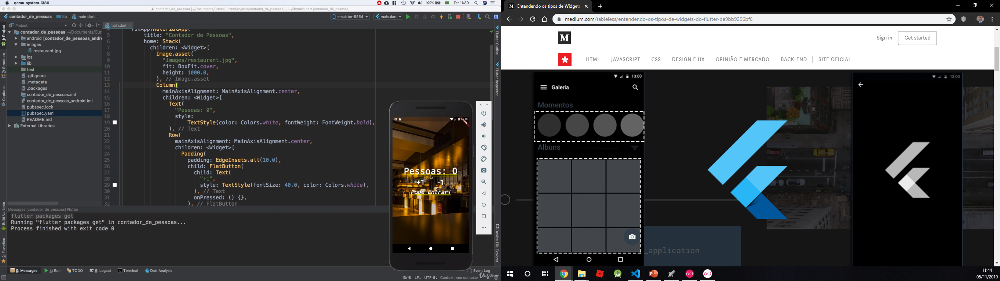 qemu-system-i386
100%
Ter 11:39
contador_de_pessoas [~/Documents/CursoFlutter/Projetos/contador_de_pessoas] - .../lib/main.dart [contador_de_pessoas]
contador_de_pessoas
lib
main.dart
emulator-5554
main.dart
Project
main.dart
1: Project
Z: Structure
Captures
Build Variants
2: Favorites
contador_de_pessoas ~/Documents/Cur
android [contador_de_pessoas_andro
images
restaurant.jpg
ios
lib
test
.gitignore
.metadata
.packages
contador_de_pessoas.iml
contador_de_pessoas_android.iml
pubspec.lock
pubspec.yaml
README.md
External Libraries
4 runApp(MaterialApp(
5 title: "Contador de Pessoas",
6 home: Stack(
7 children: <Widget>[
8 Image.asset(
9 "images/restaurant.jpg",
10 fit: BoxFit.cover,
11 height: 1000.0,
12 ), // Image.asset
13 Column(
14 mainAxisAlignment: MainAxisAlignment.center,
15 children: <Widget>[
16 Text(
17 "Pessoas: 0",
18 style:
19 TextStyle(color: Colors.white, fontWeight: FontWeight.bold),
20 ), // Text
21 Row(
22 mainAxisAlignment: MainAxisAlignment.center,
23 children: <Widget>[
24 Padding(
25 padding: EdgeInsets.all(10.0),
26 child: FlatButton(
27 child: Text(
28 "+1",
29 style: TextStyle(fontSize: 40.0, color: Colors.white),
30 ), // Text
31 onPressed: () {},
32 ), // FlatButton
Flutter Outline
Flutter Inspector
Device File Explorer
11:39
Pessoas: 0
+1 -1
Pode Entrar!
Messages [contador_de_pessoas] Flutter
flutter packages get
Running "flutter packages get" in contador_de_pessoas...
Process finished with exit code 0
0: Messages
4: Run
TODO
6: Logcat
Terminal
Dart Analysis
Event Log
13:18 LF÷ UTF-8÷ Context: <no context>
Udemy
Entendendo os tipos de Widgets
medium.com/tableless/entendendo-os-tipos-de-widgets-do-flutter-de9bb9296bf6
M
Sign in
Get started
HTML JAVASCRIPT CSS DESIGN E UX OPINIÃO E MERCADO BACK-END SITE OFICIAL
13:00
Galeria
Momentos
Albuns
_application
13:00
11:44
05/11/2019